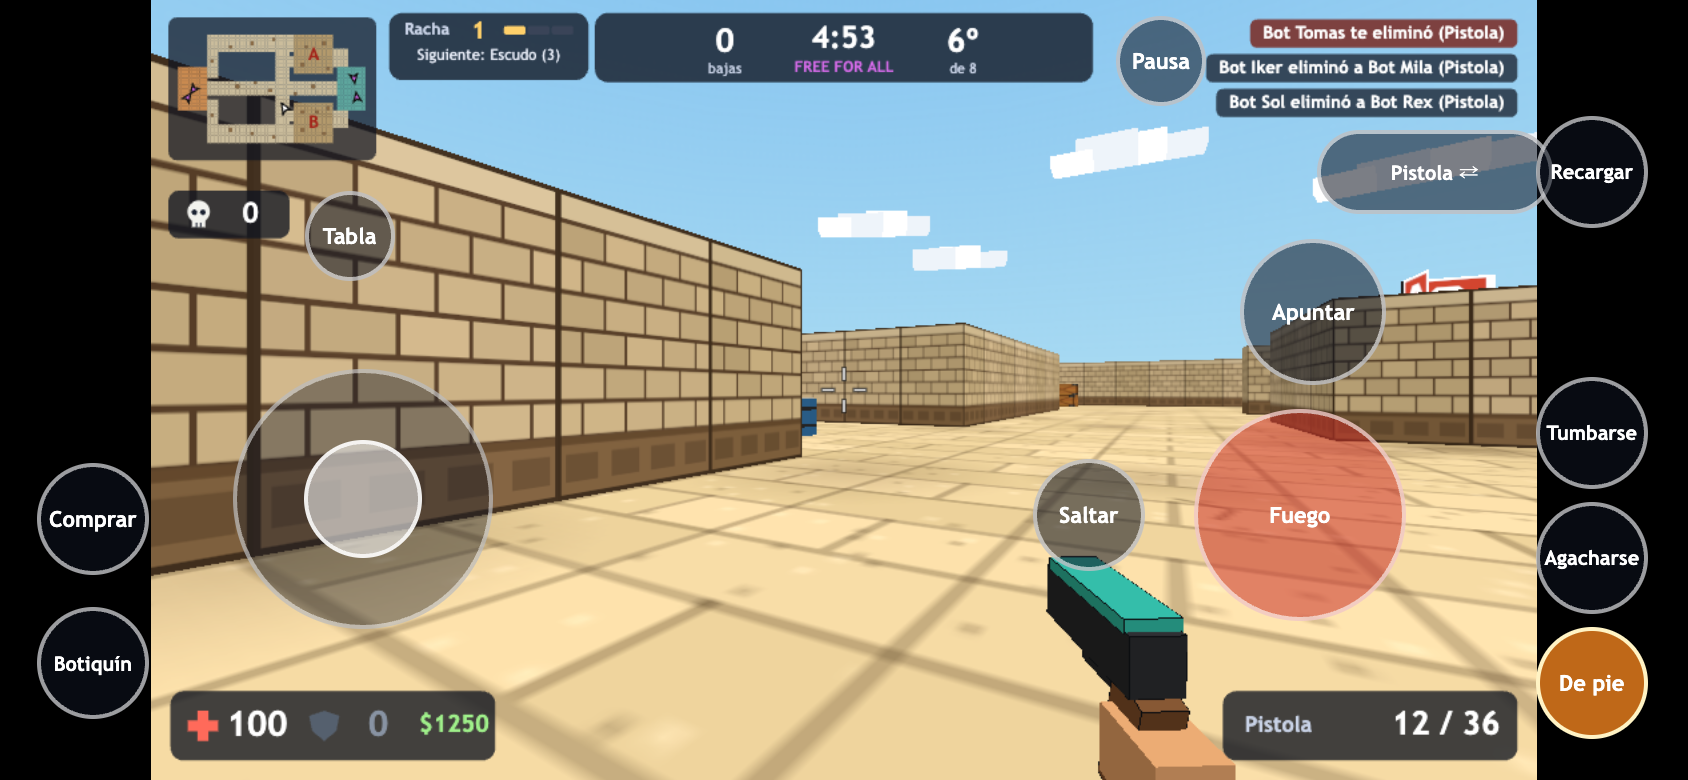 Racha 1
Siguiente: Escudo (3)
0
bajas
4:53
FREE FOR ALL
6º
de 8
Pausa
Bot Tomas te eliminó (Pistola)
Bot Iker eliminó a Bot Mila (Pistola)
Bot Sol eliminó a Bot Rex (Pistola)
A
B
Pistola ⇄
Recargar
0
Tabla
Apuntar
Tumbarse
Comprar
Saltar
Fuego
Agacharse
Botiquín
De pie
100
0
$1250
Pistola
12 / 36